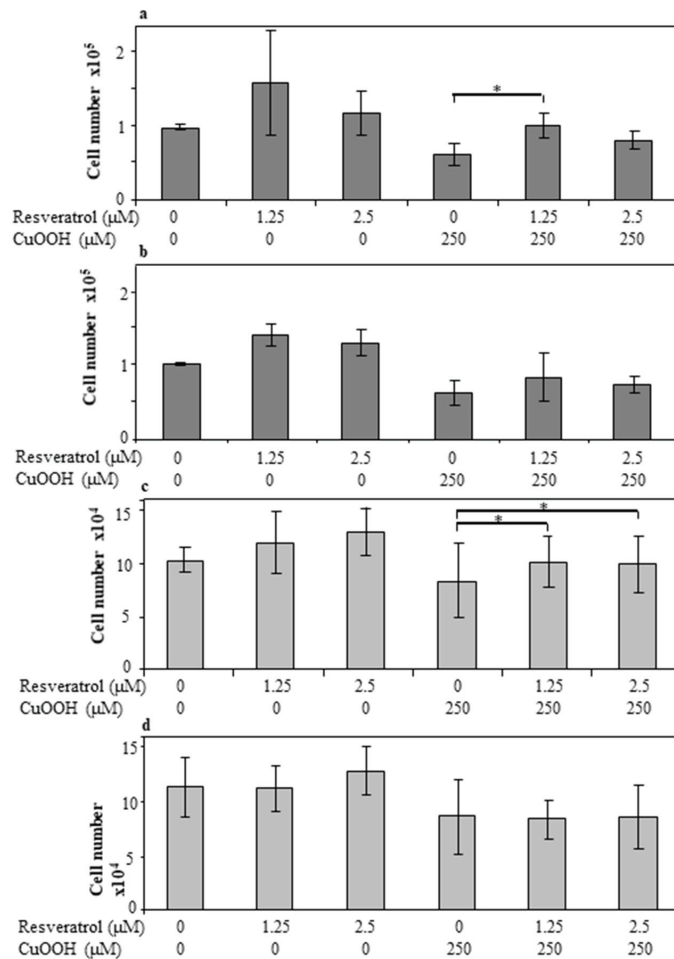 a
Cell number x10⁵
2
1
0
*
Resveratrol (µM) 0 1.25 2.5 0 1.25 2.5
CuOOH (µM) 0 0 0 250 250 250
b
Cell number x10⁵
2
1
0
Resveratrol (µM) 0 1.25 2.5 0 1.25 2.5
CuOOH (µM) 0 0 0 250 250 250
c
Cell number x10⁴
15
10
5
0
*
*
Resveratrol (µM) 0 1.25 2.5 0 1.25 2.5
CuOOH (µM) 0 0 0 250 250 250
d
Cell number
x10⁴
15
10
5
0
Resveratrol (µM) 0 1.25 2.5 0 1.25 2.5
CuOOH (µM) 0 0 0 250 250 250